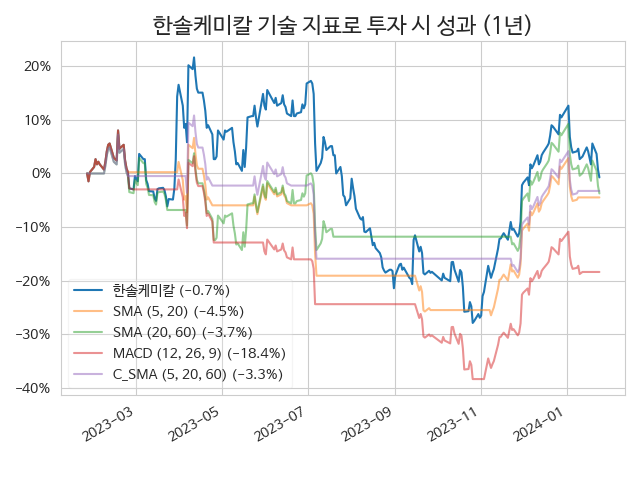 한솔케미칼 기술 지표로 투자 시 성과 (1년)
20%
10%
0%
−10%
−20%
−30%
−40%
한솔케미칼 (−0.7%)
SMA (5, 20) (−4.5%)
SMA (20, 60) (−3.7%)
MACD (12, 26, 9) (−18.4%)
C_SMA (5, 20, 60) (−3.3%)
2023−03
2023−05
2023−07
2023−09
2023−11
2024−01